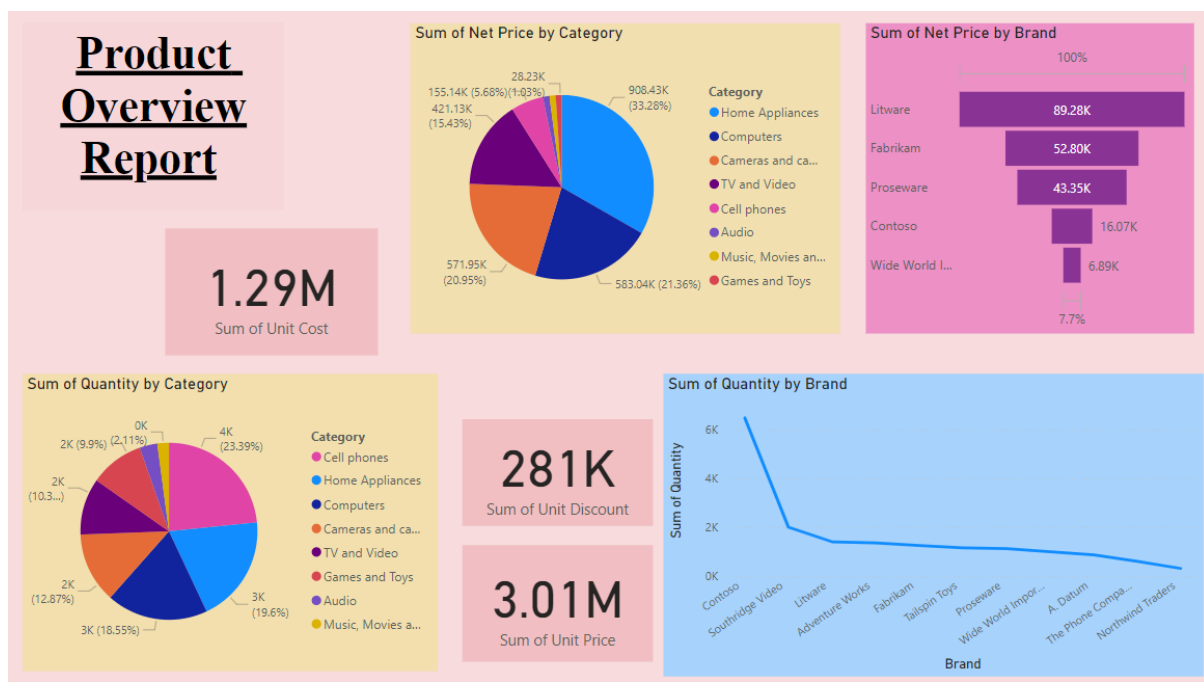 Product
Overview
Report
Sum of Net Price by Category
28.23K
155.14K (5.68%)(1.03%)
421.13K
(15.43%)
908.43K
(33.28%)
571.95K
(20.95%)
583.04K (21.36%)
Category
Home Appliances
Computers
Cameras and ca...
TV and Video
Cell phones
Audio
Music, Movies an...
Games and Toys
Sum of Net Price by Brand
100%
Litware
89.28K
Fabrikam
52.80K
Proseware
43.35K
Contoso
16.07K
Wide World I...
6.89K
7.7%
1.29M
Sum of Unit Cost
Sum of Quantity by Category
0K
(2.11%)
2K (9.9%)
4K
(23.39%)
2K
(10.3...)
2K
(12.87%)
3K (18.55%)
3K
(19.6%)
Category
Cell phones
Home Appliances
Computers
Cameras and ca...
TV and Video
Games and Toys
Audio
Music, Movies a...
281K
Sum of Unit Discount
3.01M
Sum of Unit Price
Sum of Quantity by Brand
Sum of Quantity
6K
4K
2K
0K
Contoso
Southridge Video
Litware
Adventure Works
Fabrikam
Tailspin Toys
Proseware
Wide World Impor...
A. Datum
The Phone Compa...
Northwind Traders
Brand